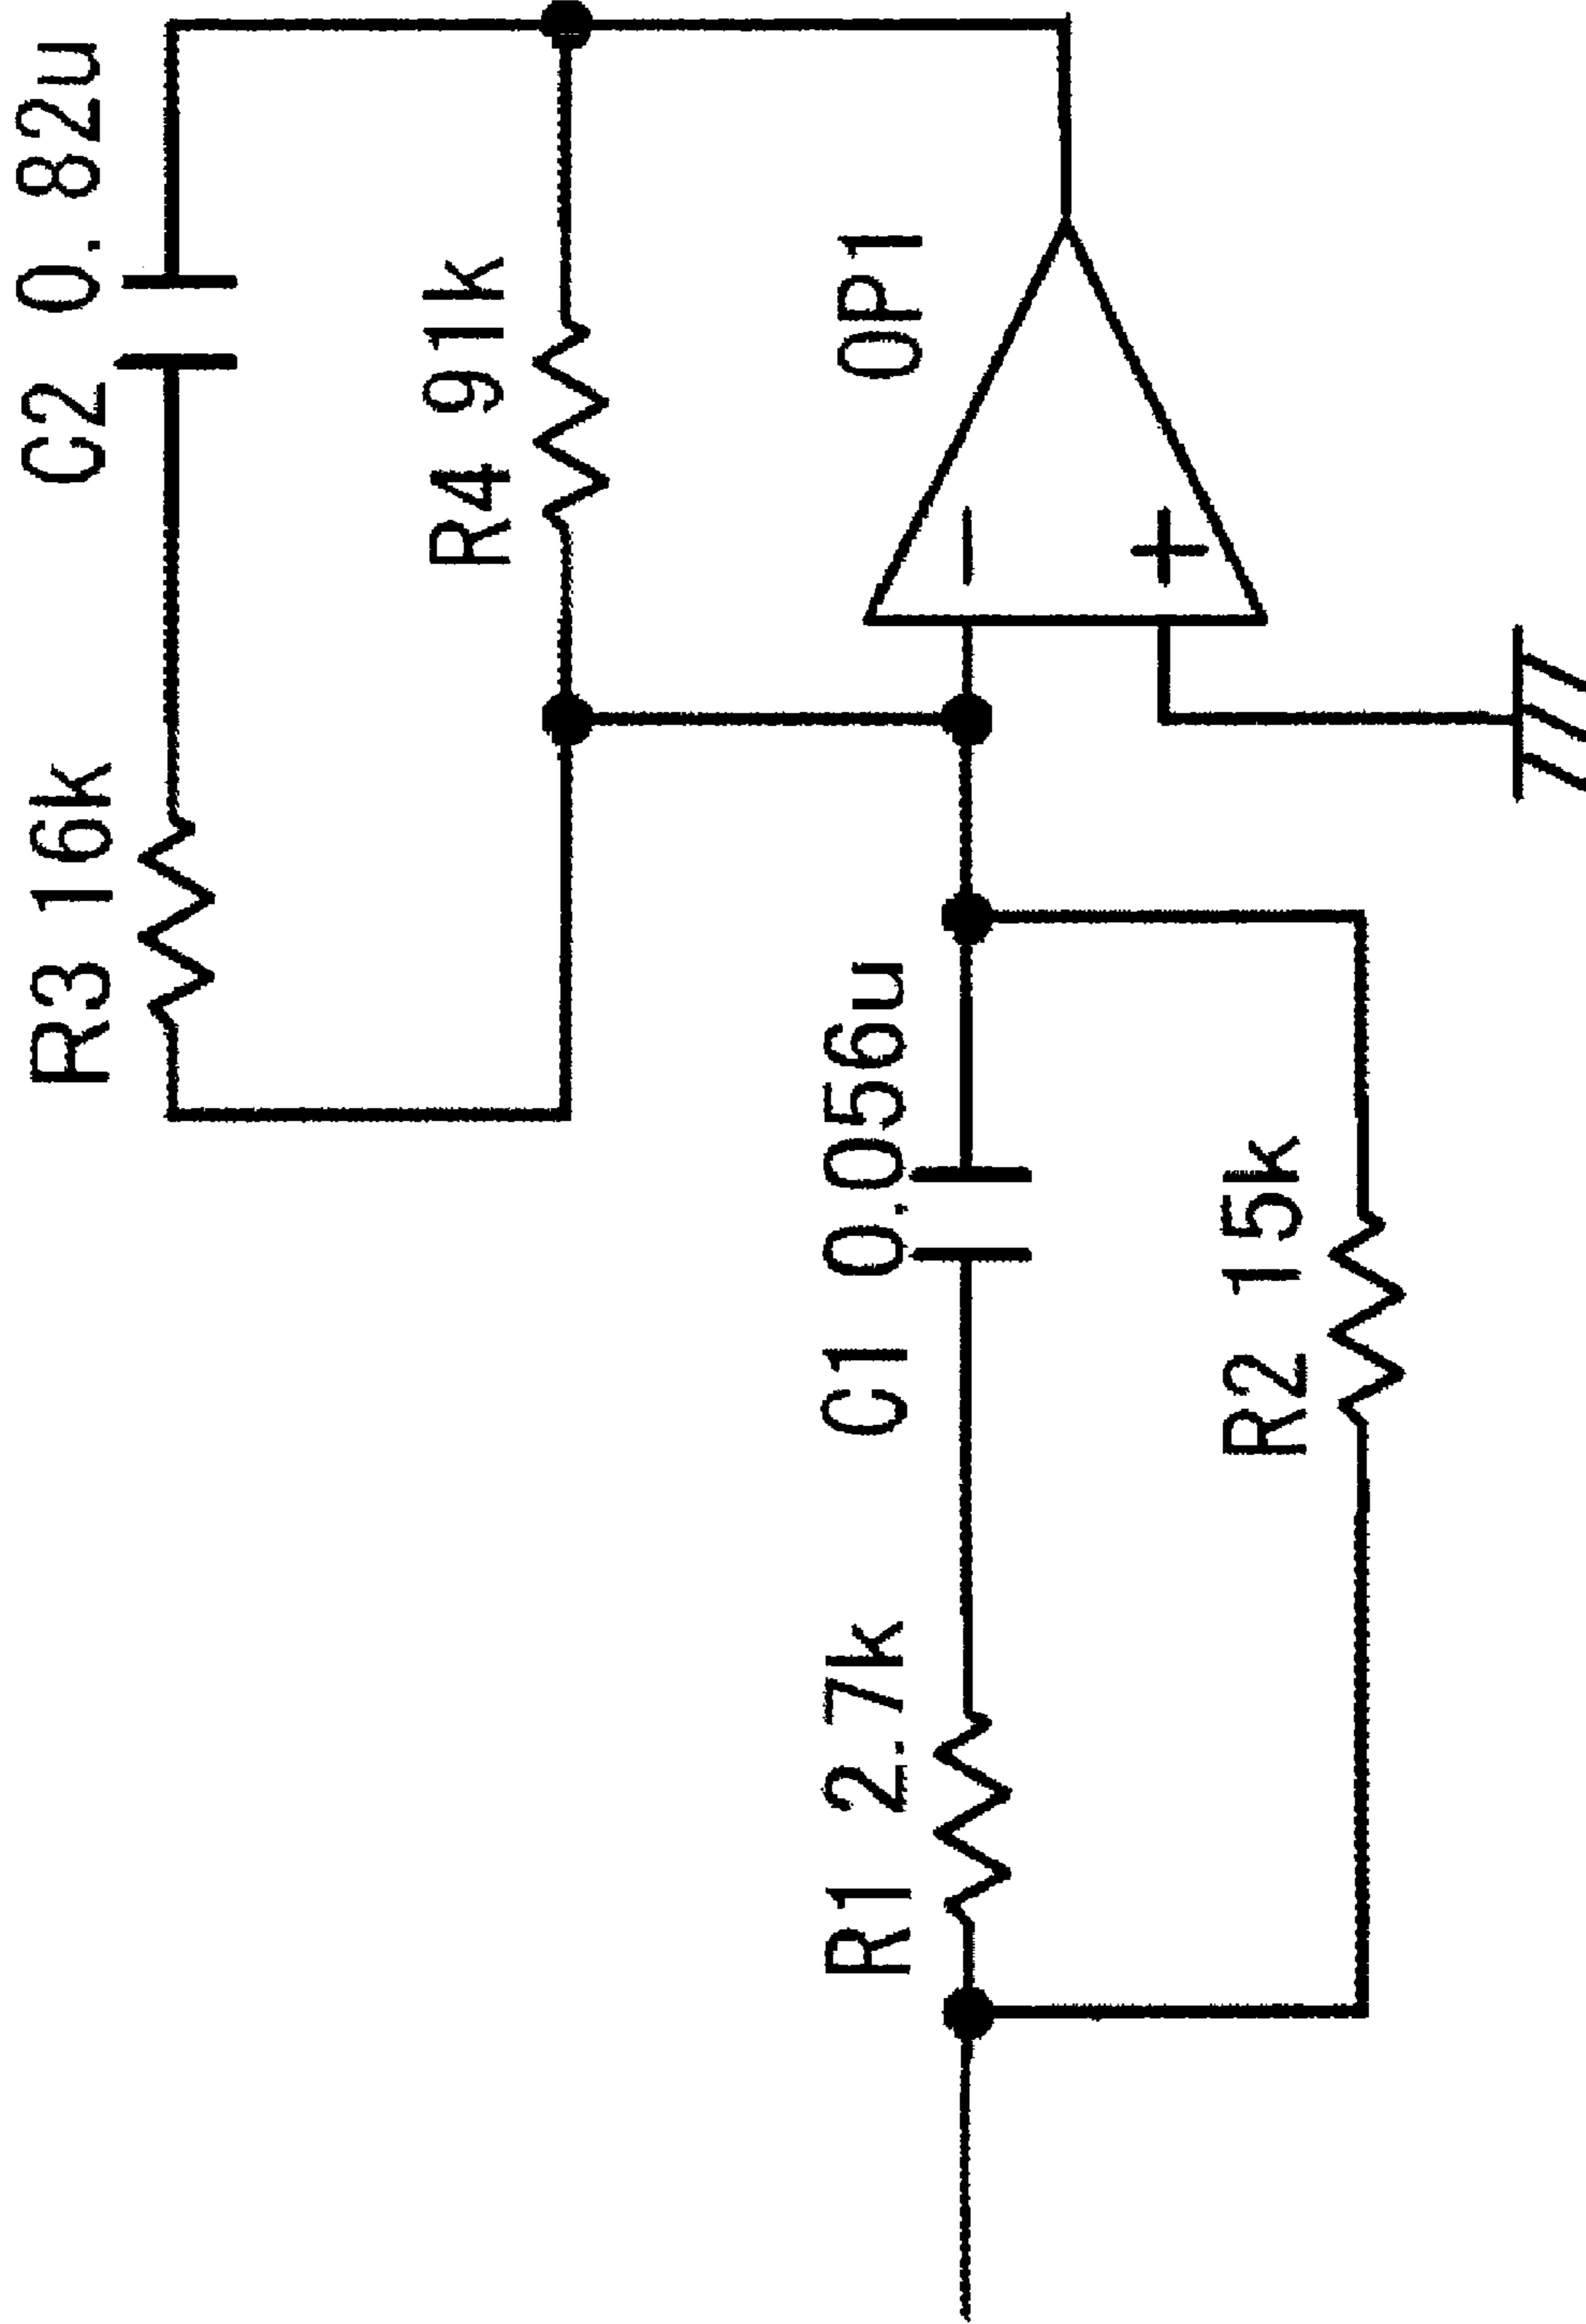 R3 16k
C2 0.82u
R4 91k
R1 2.7k
C1 0.056u
OP1
R2 15k
-
+